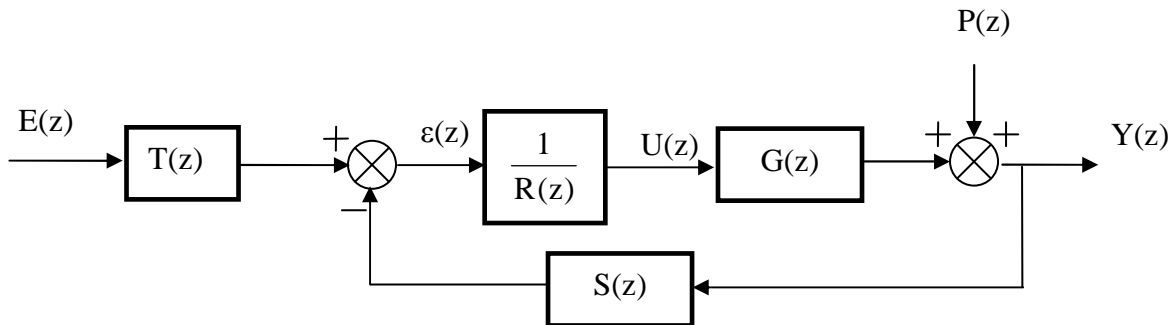 P(z)
E(z)
T(z)
+
ε(z)
1
R(z)
U(z)
G(z)
+ +
Y(z)
−
S(z)